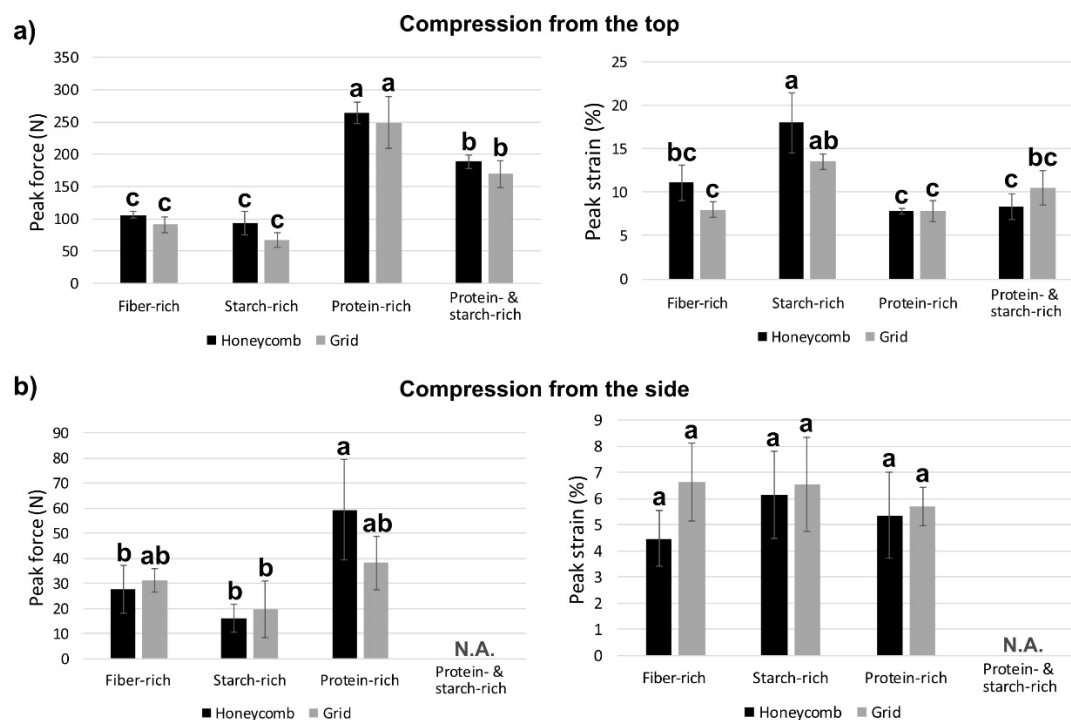 a)
Compression from the top
Peak force (N)
350
300
250
200
150
100
50
0
c c c c a a b b
Fiber-rich Starch-rich Protein-rich Protein- &
starch-rich
Honeycomb Grid
Peak strain (%)
25
20
15
10
5
0
bc c a ab c c c bc
Fiber-rich Starch-rich Protein-rich Protein- &
starch-rich
Honeycomb Grid
b)
Compression from the side
Peak force (N)
90
80
70
60
50
40
30
20
10
0
b ab b b a ab N.A.
Fiber-rich Starch-rich Protein-rich Protein- &
starch-rich
Honeycomb Grid
Peak strain (%)
9
8
7
6
5
4
3
2
1
0
a a a a a a N.A.
Fiber-rich Starch-rich Protein-rich Protein- &
starch-rich
Honeycomb Grid